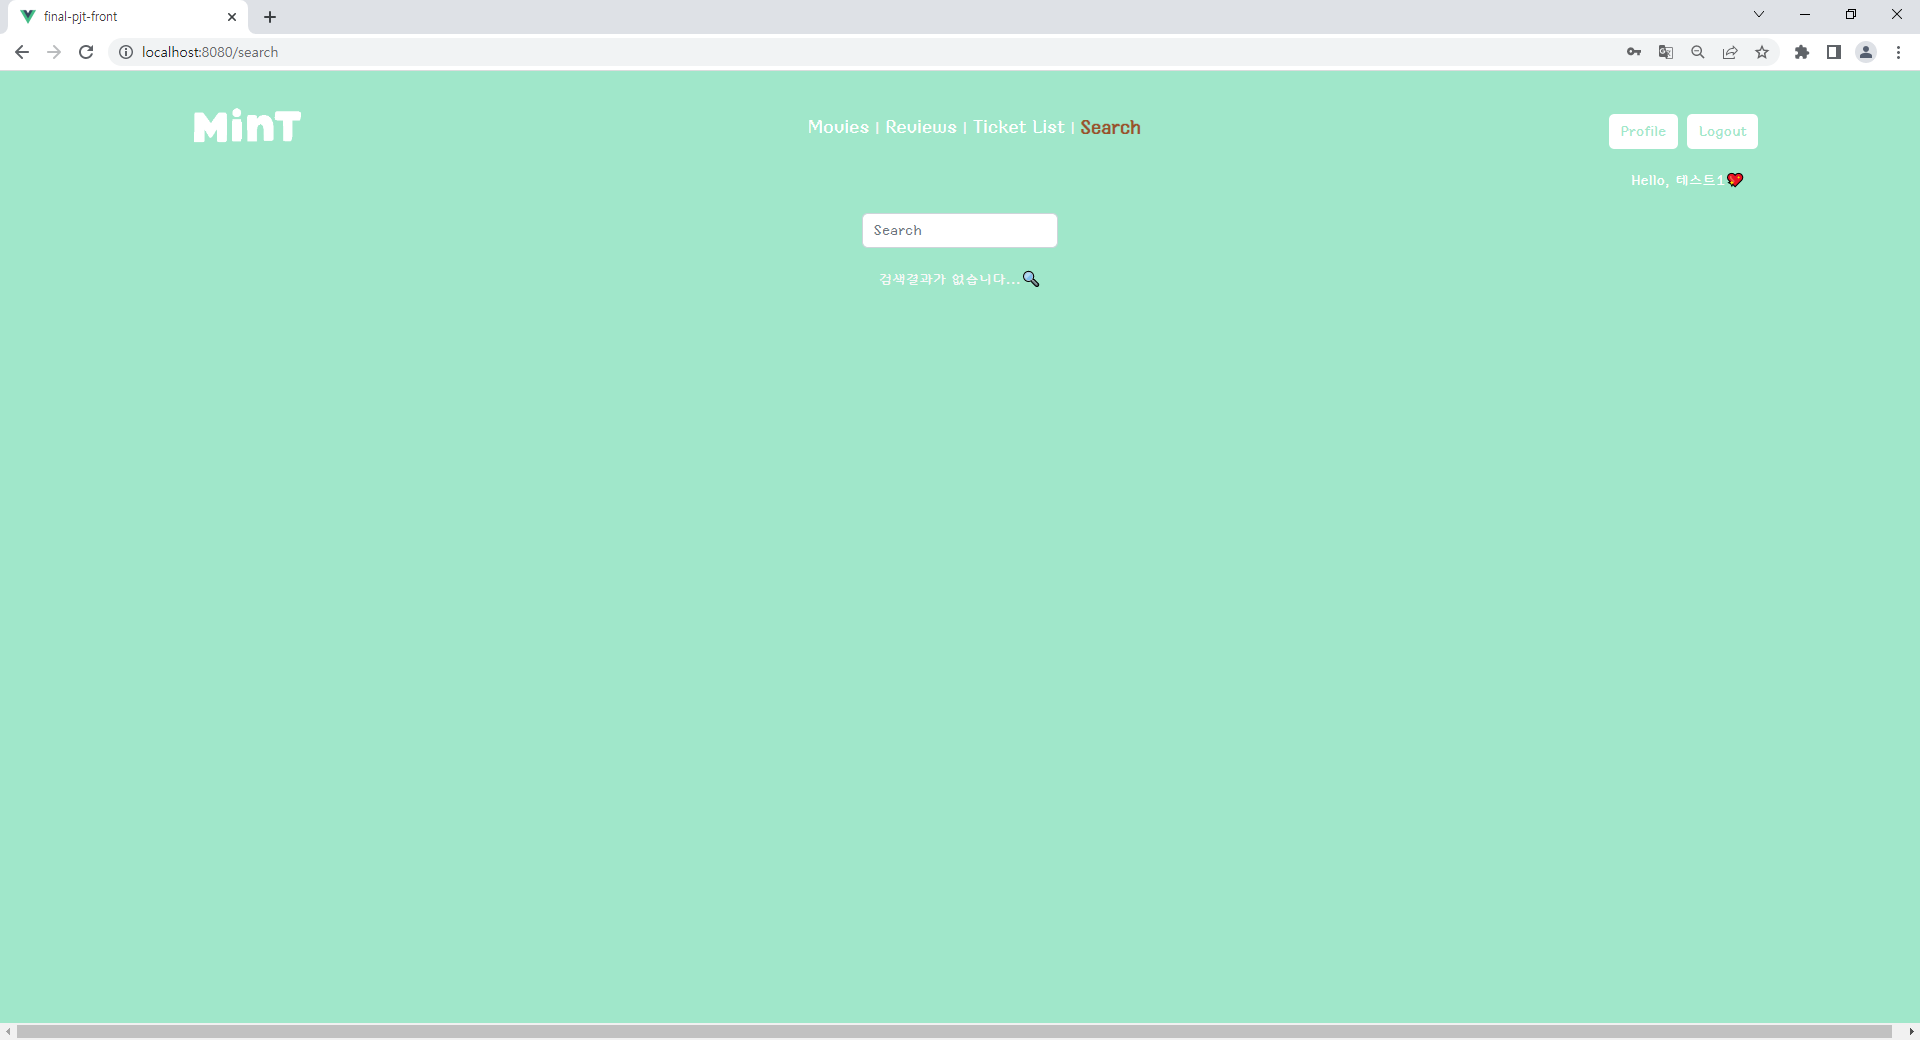 final-pjt-front
localhost:8080/search
MinT
Movies | Reviews | Ticket List | Search
Profile
Logout
Hello, 테스트1💖
Search
검색결과가 없습니다...🔍